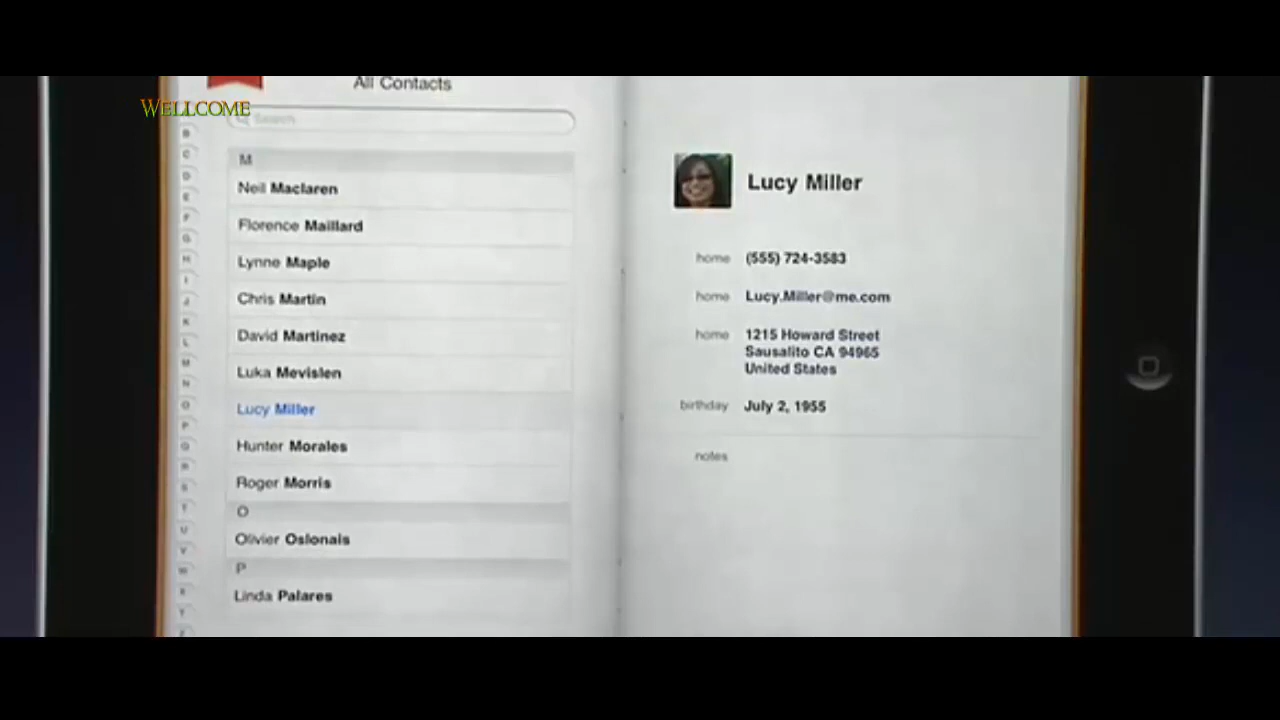 WELLCOME
All Contacts
Search
B
C
D
E
F
G
H
I
J
K
L
M
N
O
P
Q
R
S
T
U
V
W
X
Y
Z
M
Neil Maclaren
Florence Maillard
Lynne Maple
Chris Martin
David Martinez
Luka Mevislen
Lucy Miller
Hunter Morales
Roger Morris
O
Olivier Oslonais
P
Linda Palares
Lucy Miller
home (555) 724-3583
home Lucy.Miller@me.com
home 1215 Howard Street
Sausalito CA 94965
United States
birthday July 2, 1955
notes